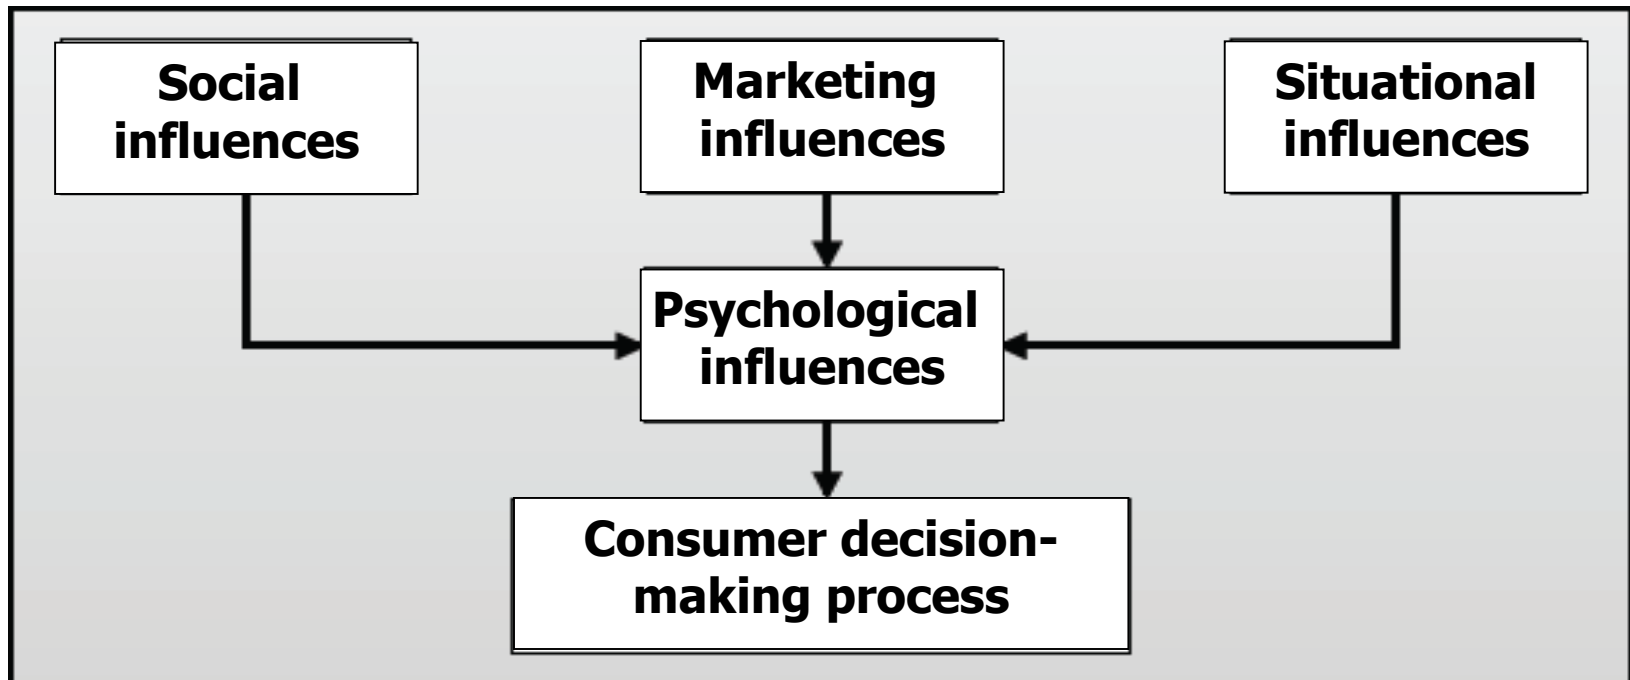 Social
influences
Marketing
influences
Situational
influences
Psychological
influences
Consumer decision-
making process